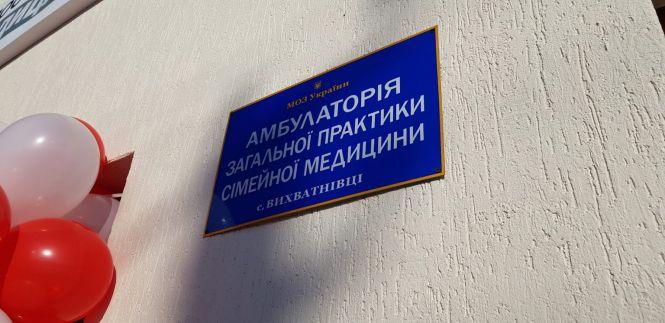 МОЗ України
АМБУЛАТОРІЯ
ЗАГАЛЬНОЇ ПРАКТИКИ
СІМЕЙНОЇ МЕДИЦИНИ
с. ВИХВАТНІВЦІ